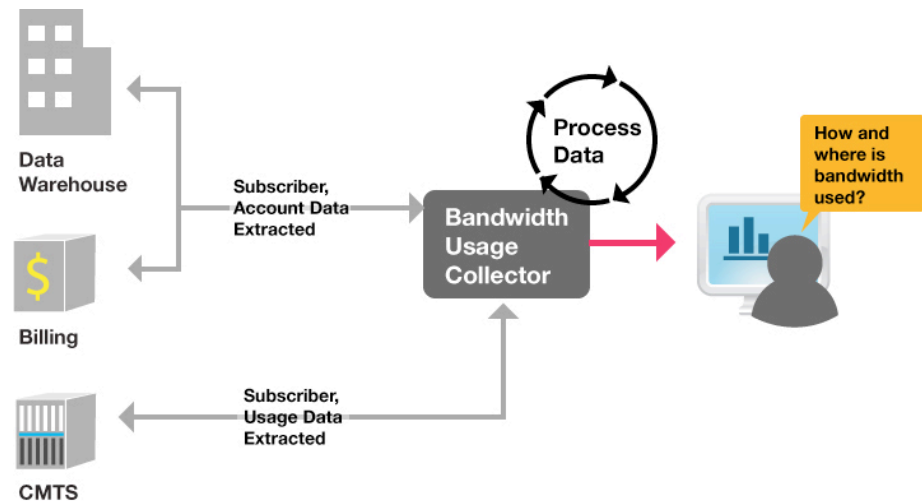 Data
Warehouse
$
Billing
CMTS
Subscriber,
Account Data
Extracted
Subscriber,
Usage Data
Extracted
Process
Data
Bandwidth
Usage
Collector
How and
where is
bandwidth
used?